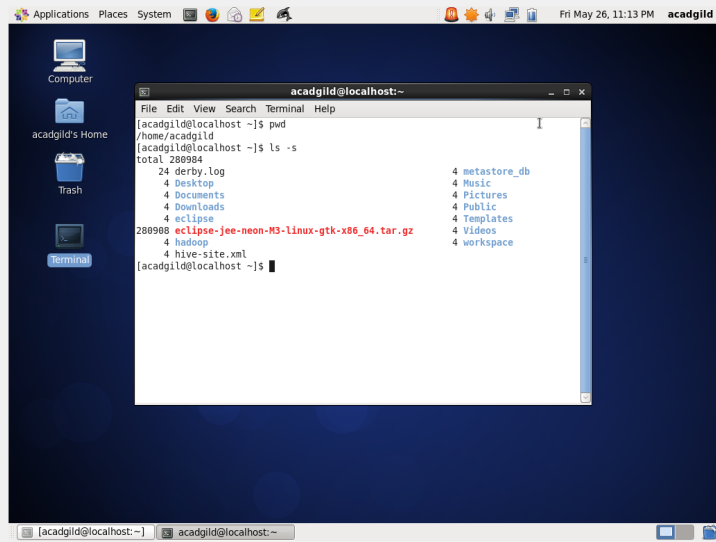 Applications Places System Fri May 26, 11:13 PM acadgild
Computer
acadgild's Home
Trash
Terminal
acadgild@localhost:~
File Edit View Search Terminal Help
[acadgild@localhost ~]$ pwd
/home/acadgild
[acadgild@localhost ~]$ ls -s
total 280984
24 derby.log 4 metastore_db
4 Desktop 4 Music
4 Documents 4 Pictures
4 Downloads 4 Public
4 eclipse 4 Templates
280908 eclipse-jee-neon-M3-linux-gtk-x86_64.tar.gz 4 Videos
4 hadoop 4 workspace
4 hive-site.xml
[acadgild@localhost ~]$
[acadgild@localhost:~] acadgild@localhost:~